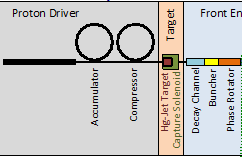 Proton Driver
Target
Front En
Accumulator
Compressor
Hg-Jet Target
Capture Solenoid
Decay Channel
Buncher
Phase Rotator